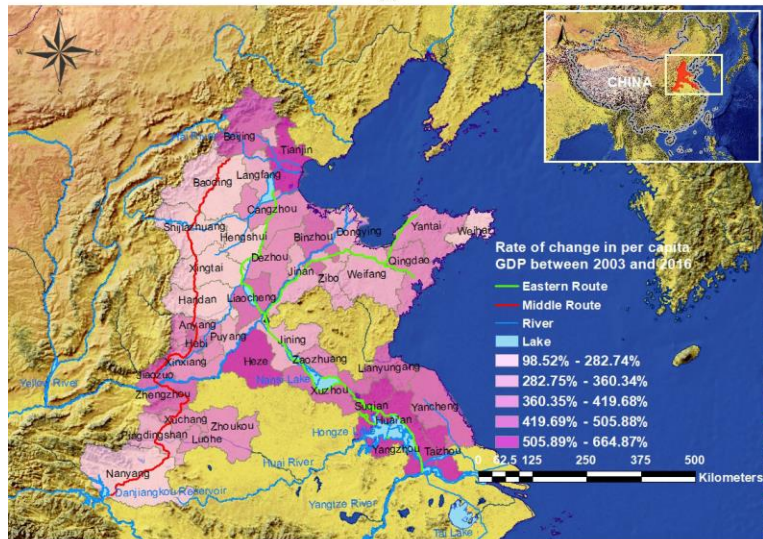 N
N
CHINA
Beijing
Tianjin
Langfang
Baoding
Cangzhou
Shijiazhuang
Hengshui
Binzhou
Dongying
Yantai
Weihei
Xingtai
Dezhou
Jinan
Zibo
Weifang
Qingdao
Handan
Liaocheng
Anyang
Hebi
Puyang
Jining
Xinxiang
Jiaozuo
Heze
Zaozhuang
Lianyungang
Yellow River
Zhengzhou
Xuzhou
Xuchang
Zhoukou
Suqian
Yancheng
Pingdingshan
Luohe
Huai'an
Nanyang
Yangzhou
Taizhou
Huai River
Danjiangkou Reservoir
Yangtze River
Tai Lake
Rate of change in per capita
GDP between 2003 and 2016
Eastern Route
Middle Route
River
Lake
98.52% - 282.74%
282.75% - 360.34%
360.35% - 419.68%
419.69% - 505.88%
505.89% - 664.87%
0 62.5 125 250 375 500
Kilometers